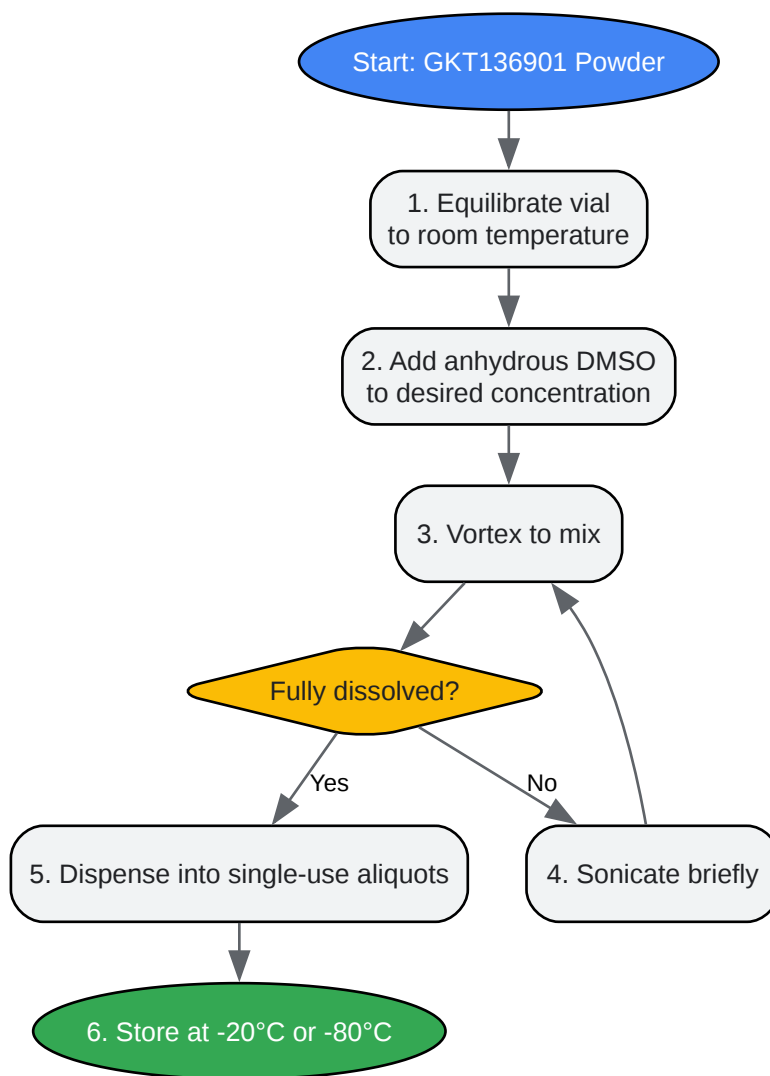 Start: GKT136901 Powder
1. Equilibrate vial
to room temperature
2. Add anhydrous DMSO
to desired concentration
3. Vortex to mix
Fully dissolved?
Yes
No
5. Dispense into single-use aliquots
4. Sonicate briefly
6. Store at -20°C or -80°C